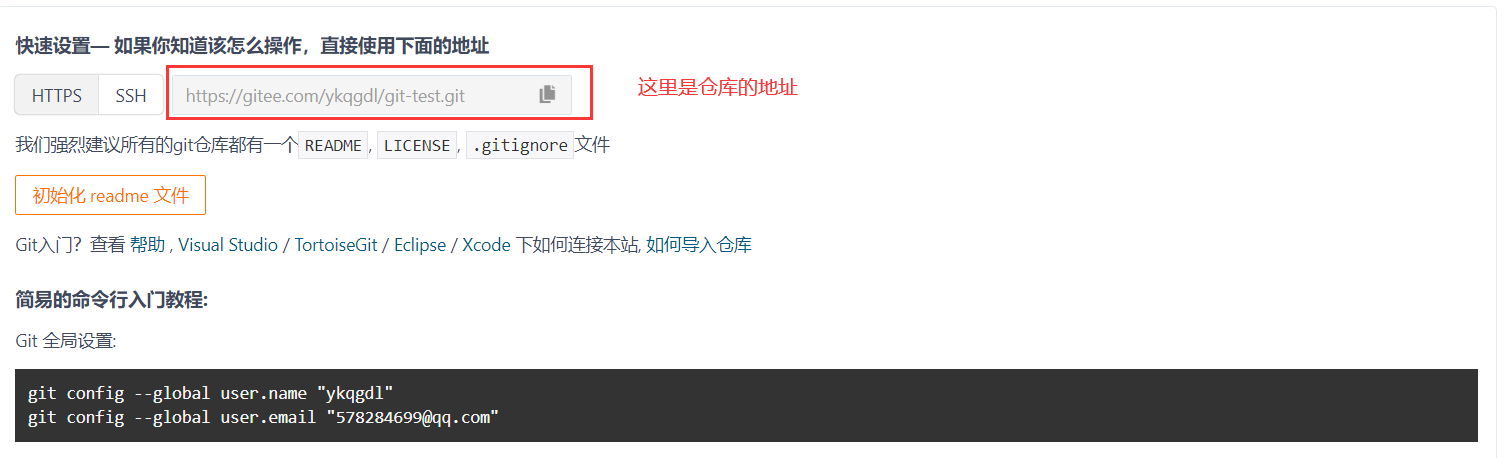 快速设置— 如果你知道该怎么操作，直接使用下面的地址
HTTPS SSH https://gitee.com/ykqgdl/git-test.git 这里是仓库的地址
我们强烈建议所有的git仓库都有一个 README, LICENSE, .gitignore 文件
初始化 readme 文件
Git入门？查看 帮助 , Visual Studio / TortoiseGit / Eclipse / Xcode 下如何连接本站, 如何导入仓库
简易的命令行入门教程:
Git 全局设置:
git config --global user.name "ykqgdl"
git config --global user.email "578284699@qq.com"